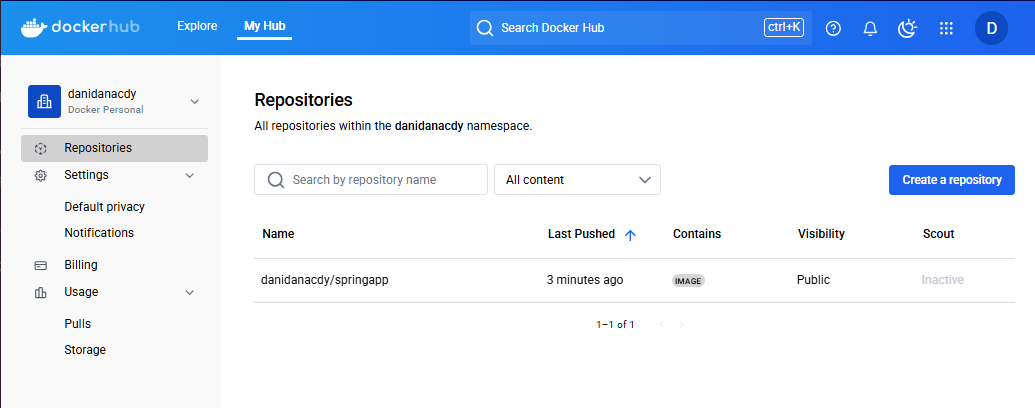 dockerhub Explore My Hub Search Docker Hub ctrl+K D
danidanacdy
Docker Personal
Repositories
Settings
Default privacy
Notifications
Billing
Usage
Pulls
Storage
Repositories
All repositories within the danidanacdy namespace.
Search by repository name All content Create a repository
Name Last Pushed Contains Visibility Scout
danidanacdy/springapp 3 minutes ago IMAGE Public Inactive
1–1 of 1